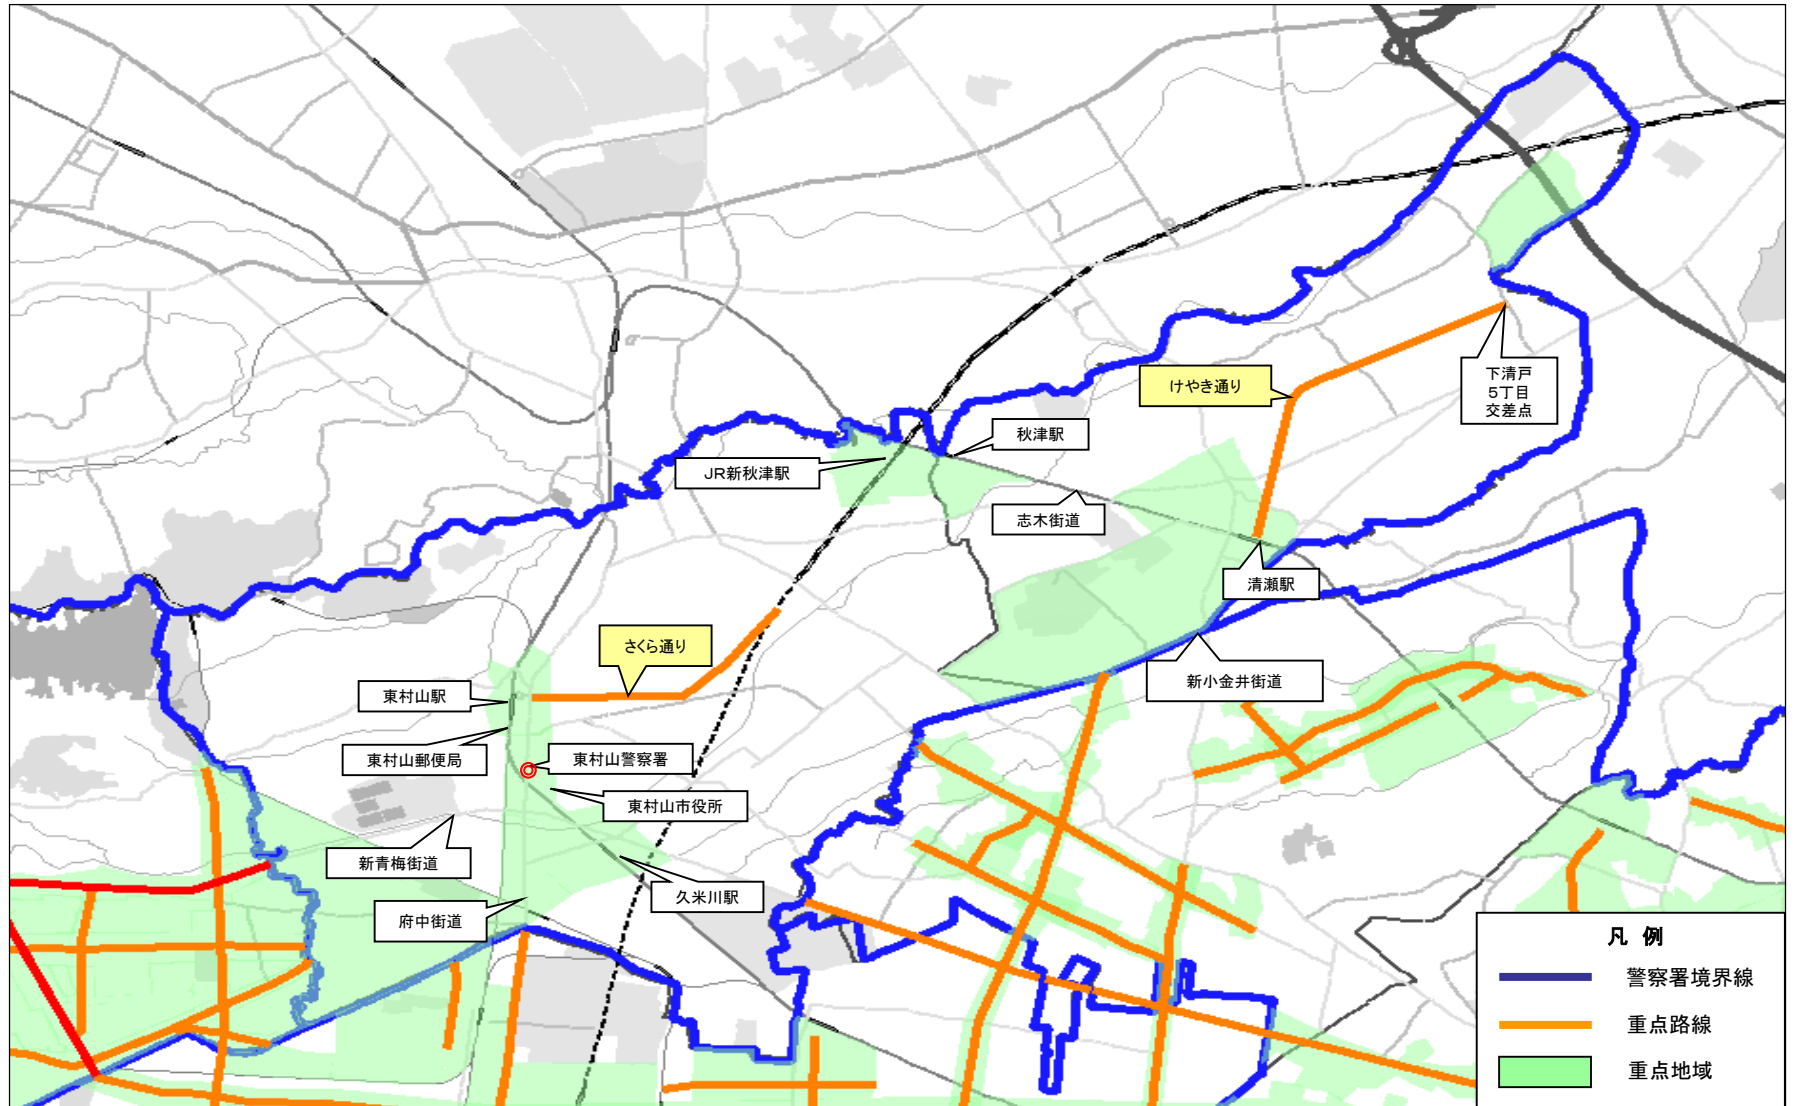 けやき通り
下清戸
5丁目
交差点
秋津駅
JR新秋津駅
志木街道
清瀬駅
さくら通り
新小金井街道
東村山駅
東村山郵便局
東村山警察署
東村山市役所
新青梅街道
久米川駅
府中街道
凡 例
警察署境界線
重点路線
重点地域